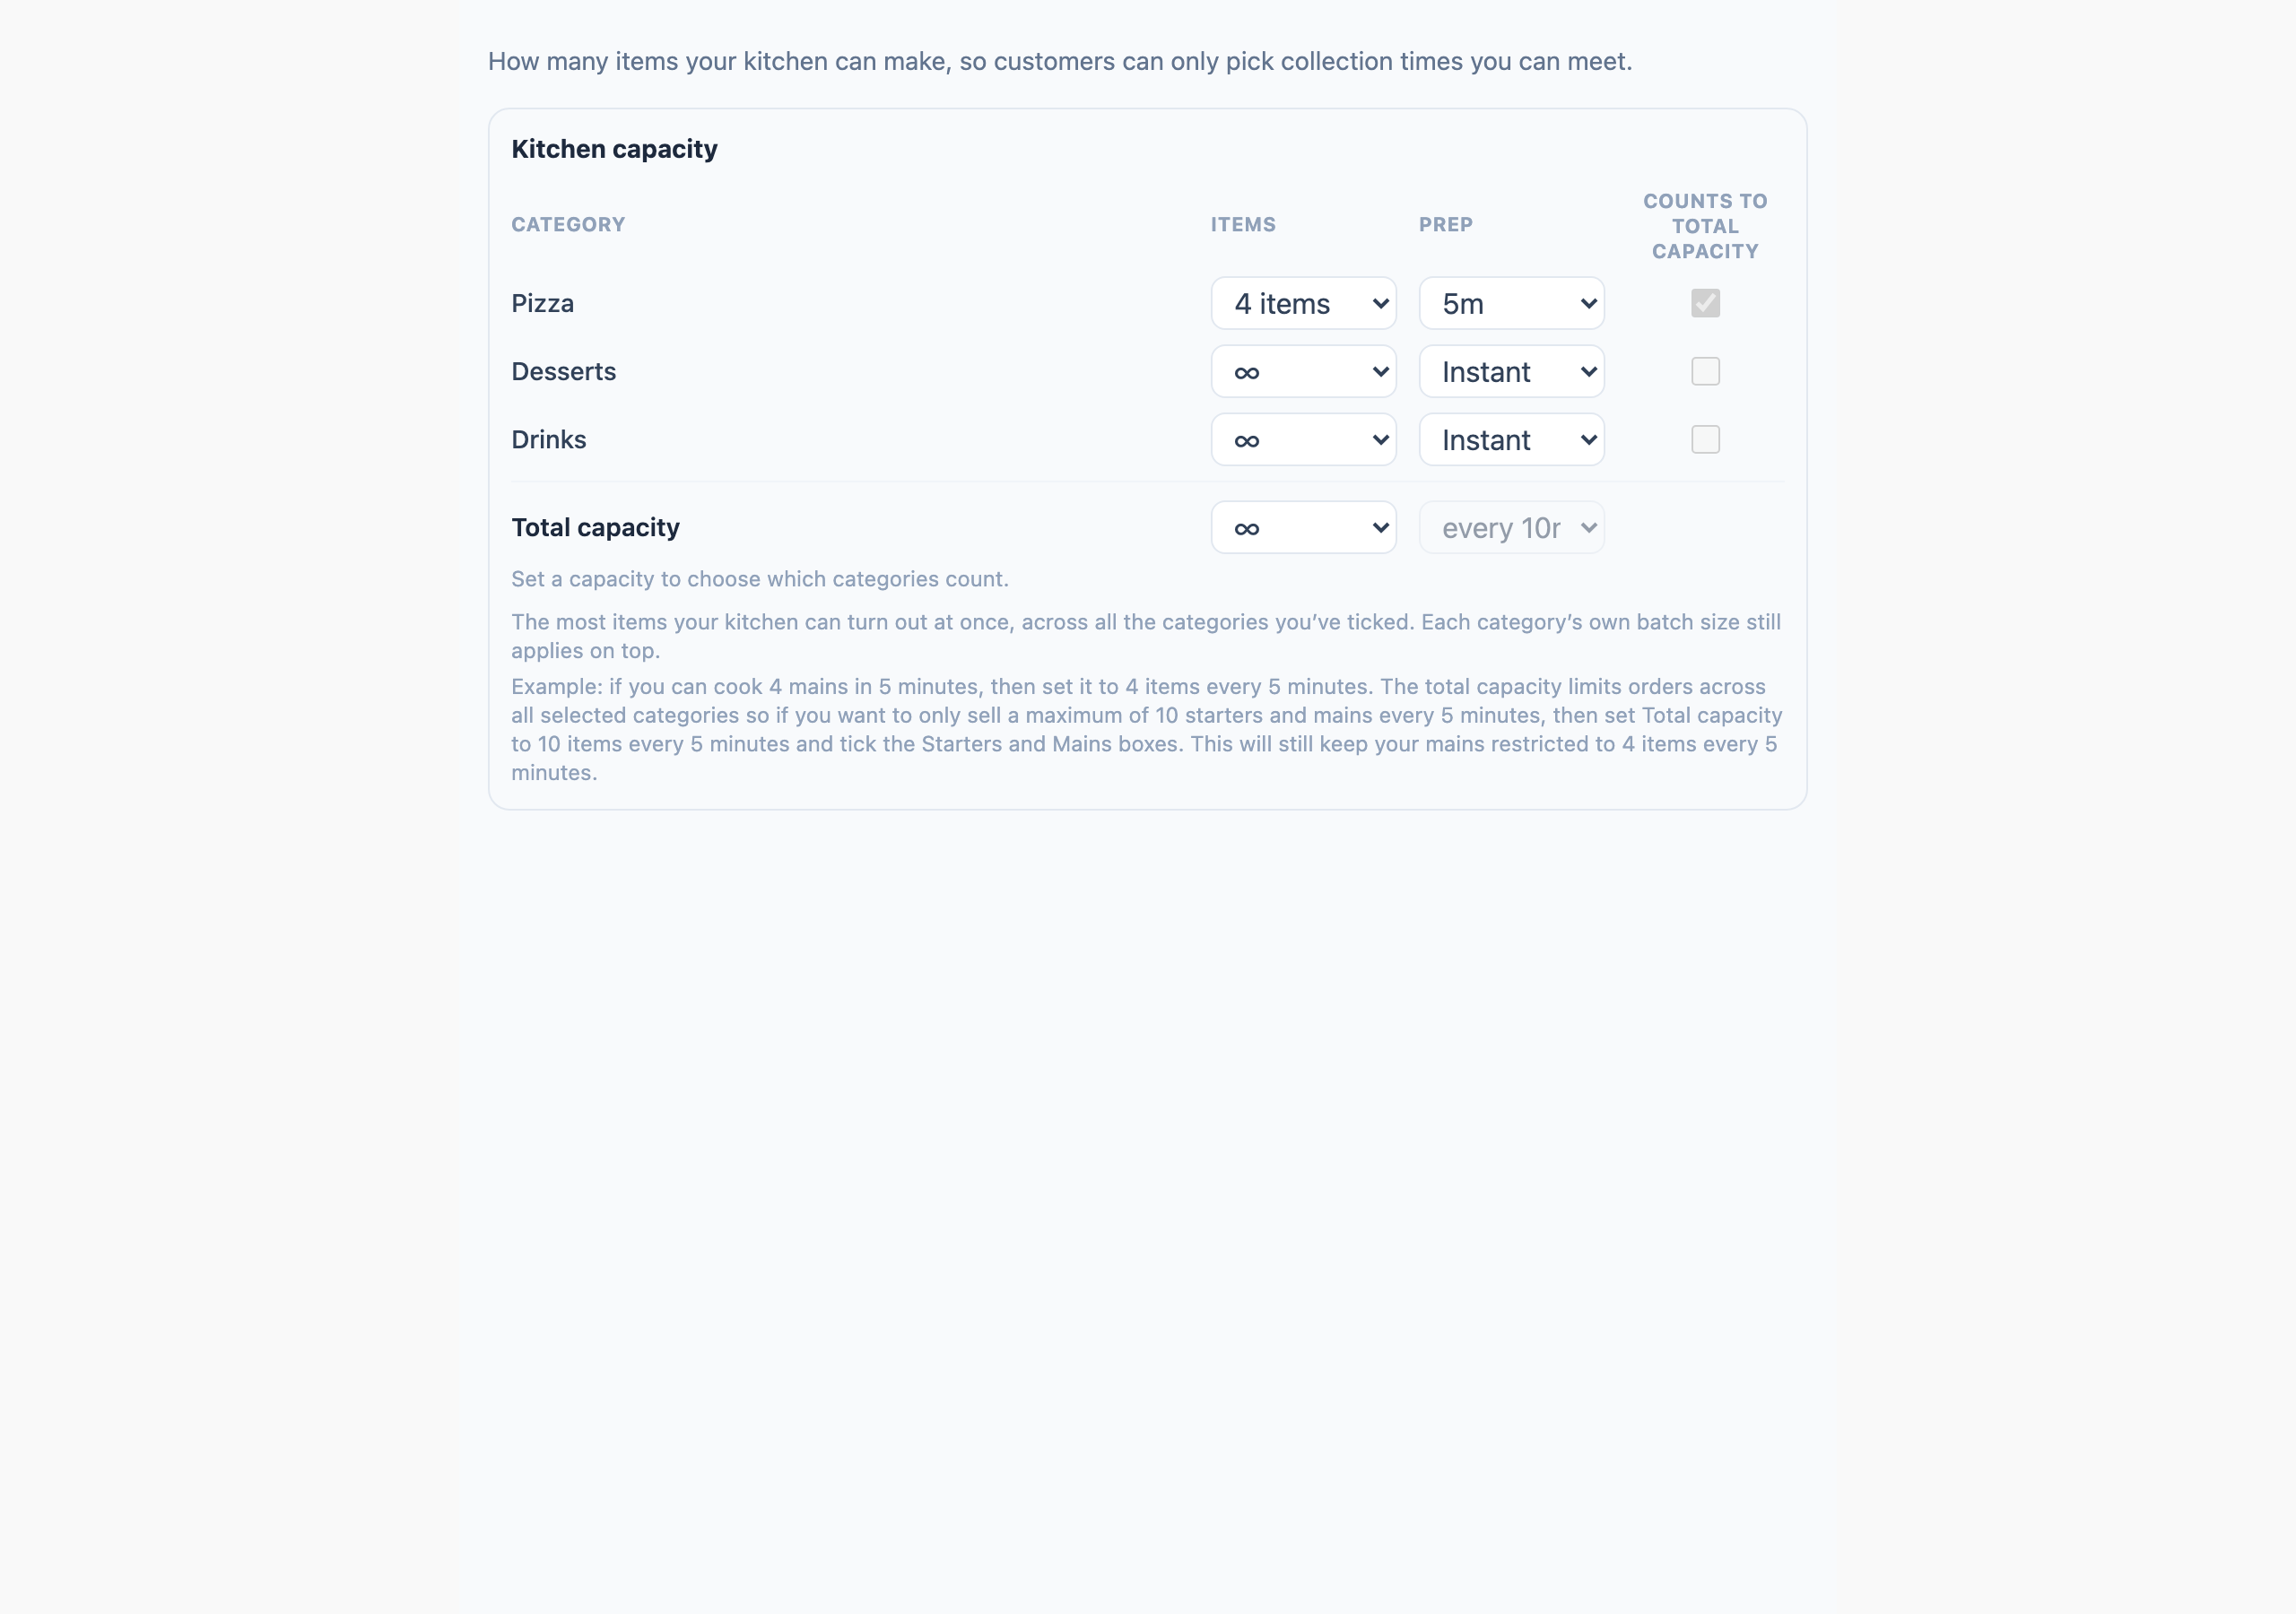 How many items your kitchen can make, so customers can only pick collection times you can meet.
Kitchen capacity
CATEGORY ITEMS PREP COUNTS TO TOTAL CAPACITY
Pizza 4 items 5m
Desserts ∞ Instant
Drinks ∞ Instant
Total capacity ∞ every 10r
Set a capacity to choose which categories count.
The most items your kitchen can turn out at once, across all the categories you’ve ticked. Each category’s own batch size still
applies on top.
Example: if you can cook 4 mains in 5 minutes, then set it to 4 items every 5 minutes. The total capacity limits orders across
all selected categories so if you want to only sell a maximum of 10 starters and mains every 5 minutes, then set Total capacity
to 10 items every 5 minutes and tick the Starters and Mains boxes. This will still keep your mains restricted to 4 items every 5
minutes.